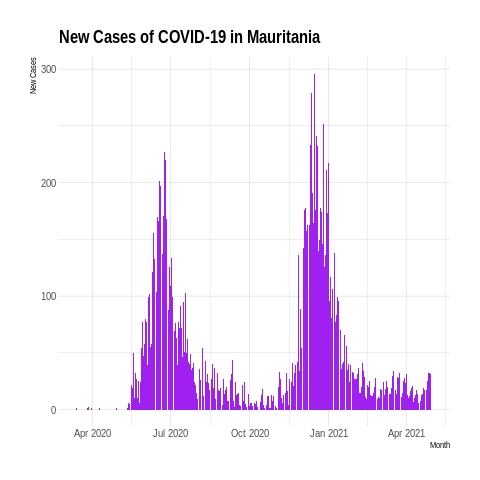 New Cases of COVID-19 in Mauritania
New Cases
300
200
100
0
Apr 2020 Jul 2020 Oct 2020 Jan 2021 Apr 2021
Month